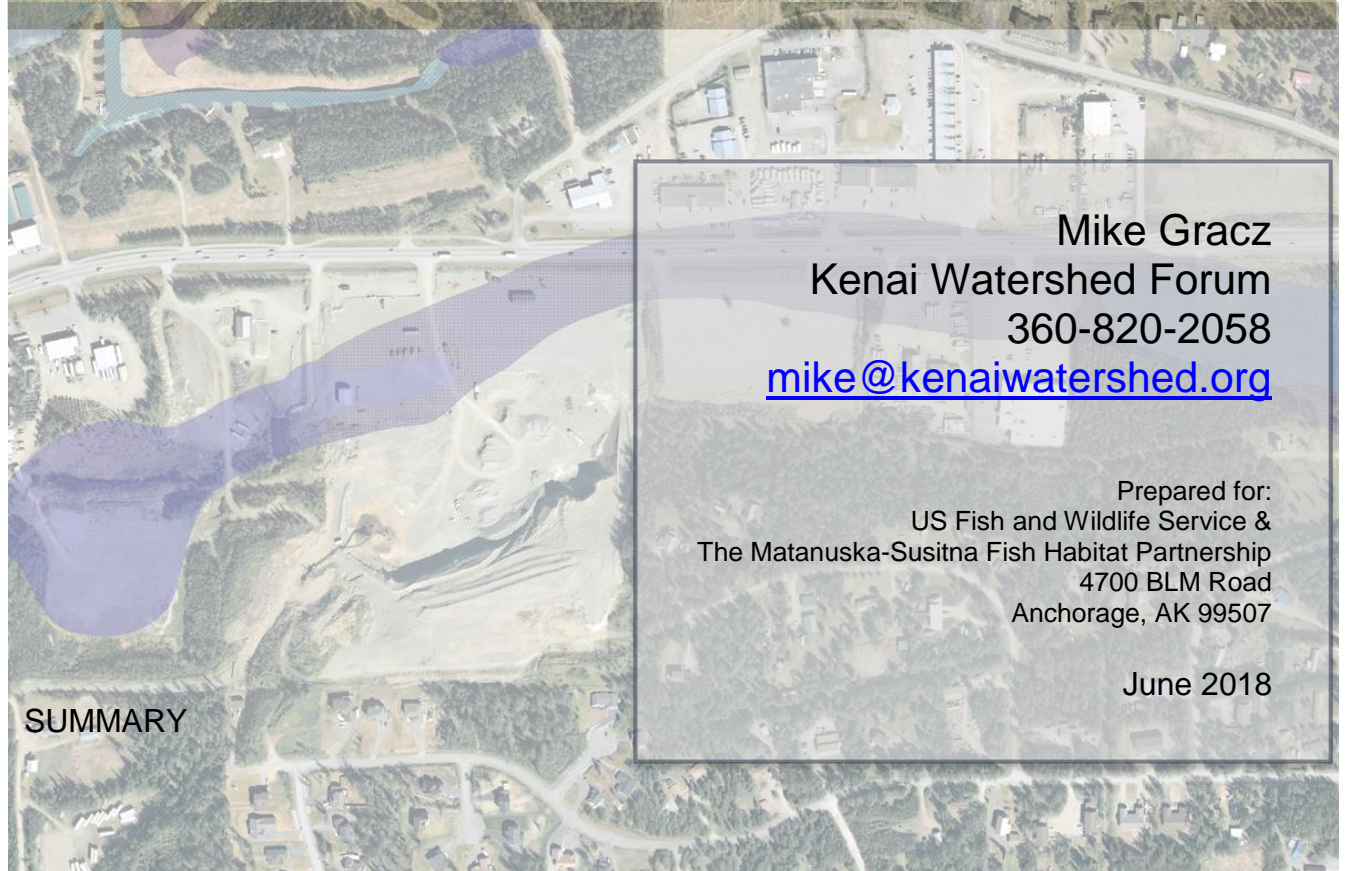 Mike Gracz
Kenai Watershed Forum
360-820-2058
mike@kenaiwatershed.org
Prepared for:
US Fish and Wildlife Service &
The Matanuska-Susitna Fish Habitat Partnership
4700 BLM Road
Anchorage, AK 99507
June 2018
SUMMARY